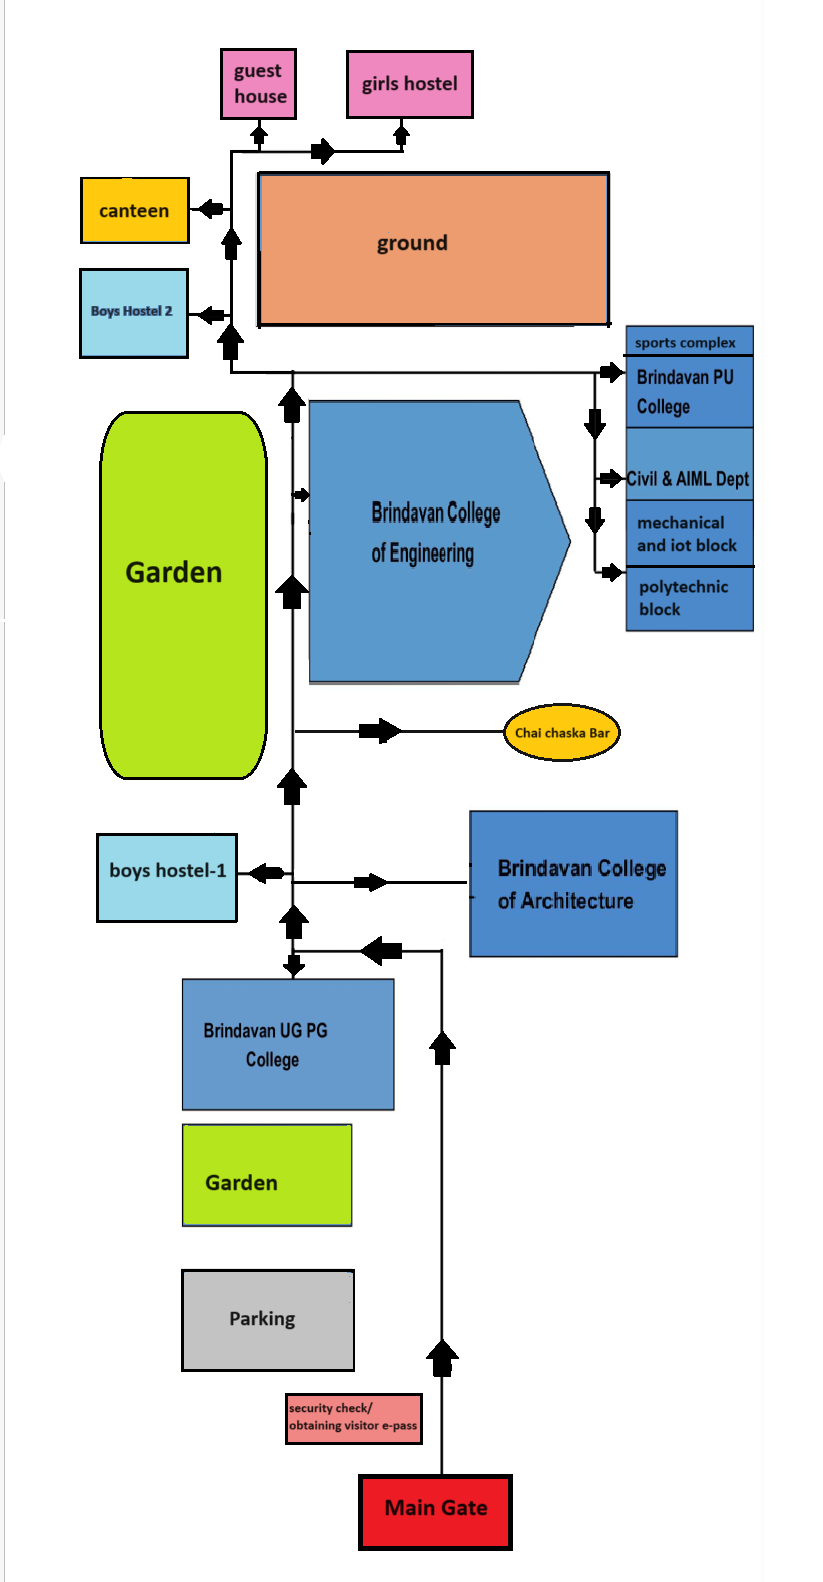 guest
house
girls hostel
canteen
ground
Boys Hostel 2
sports complex
Brindavan PU
College
Civil & AIML Dept
mechanical
and iot block
polytechnic
block
Brindavan College
of Engineering
Garden
Chai chaska Bar
boys hostel-1
Brindavan College
of Architecture
Brindavan UG PG
College
Garden
Parking
security check/
obtaining visitor e-pass
Main Gate